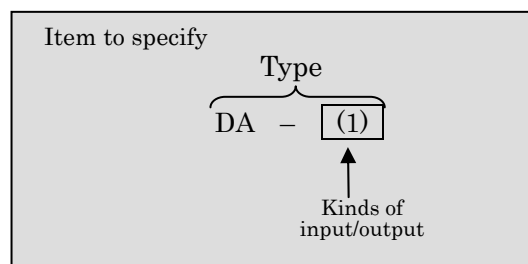 Item to specify
Type
DA – (1)
Kinds of
input/output